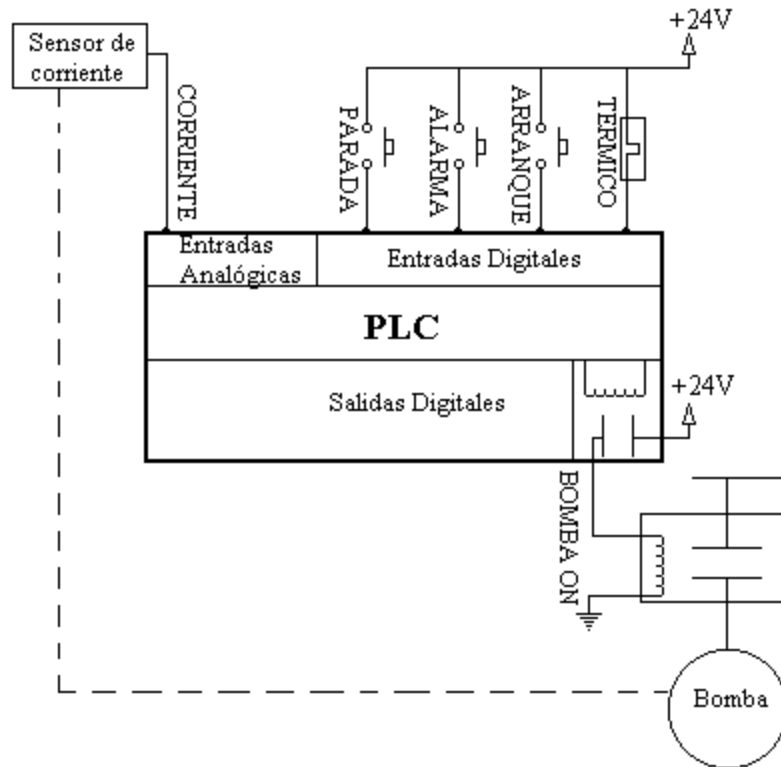 +24V
Sensor de
corriente
CORRIENTE
PARADA
ALARMA
ARRANQUE
TERMICO
Entradas
Analógicas
Entradas Digitales
PLC
Salidas Digitales
+24V
BOMBA ON
Bomba